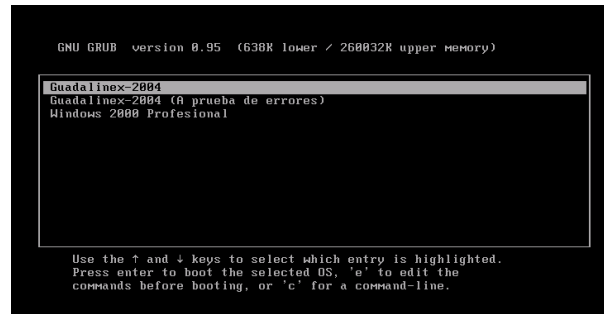 GNU GRUB version 0.95 (638K lower / 260032K upper memory)
Guadalinex-2004
Guadalinex-2004 (A prueba de errores)
Windows 2000 Profesional
Use the ↑ and ↓ keys to select which entry is highlighted.
Press enter to boot the selected OS, 'e' to edit the
commands before booting, or 'c' for a command-line.